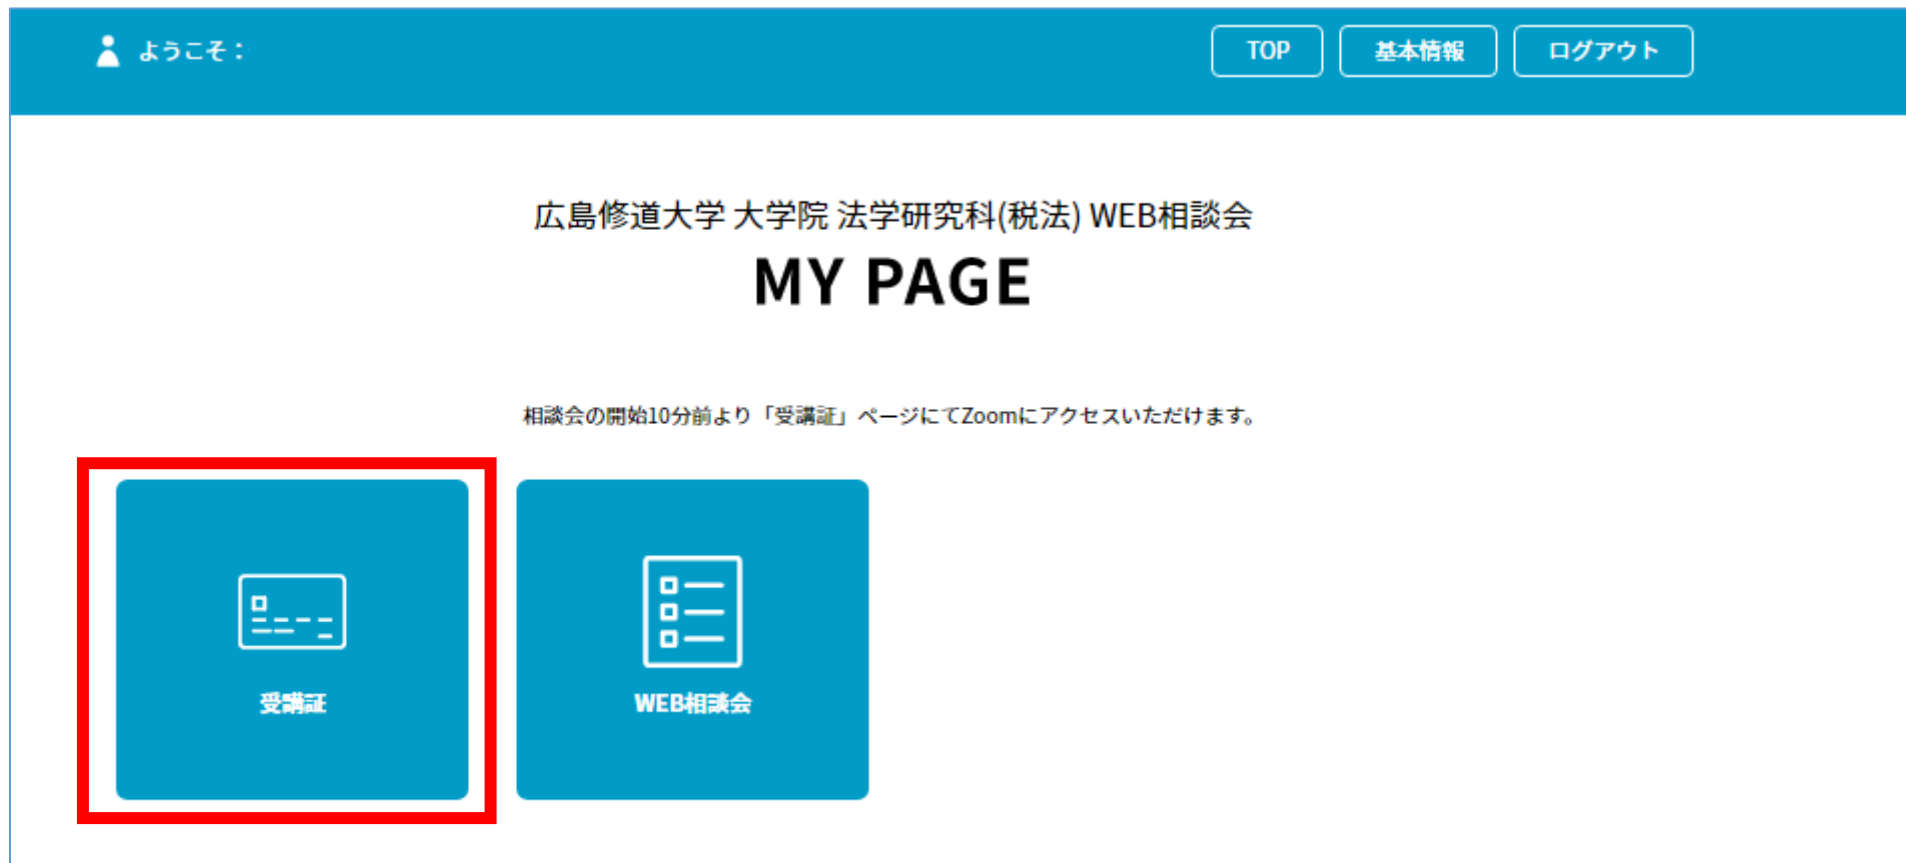 ようこそ：
TOP
基本情報
ログアウト
広島修道大学 大学院 法学研究科(税法) WEB相談会
MY PAGE
相談会の開始10分前より「受講証」ページにてZoomにアクセスいただけます。
受講証
WEB相談会